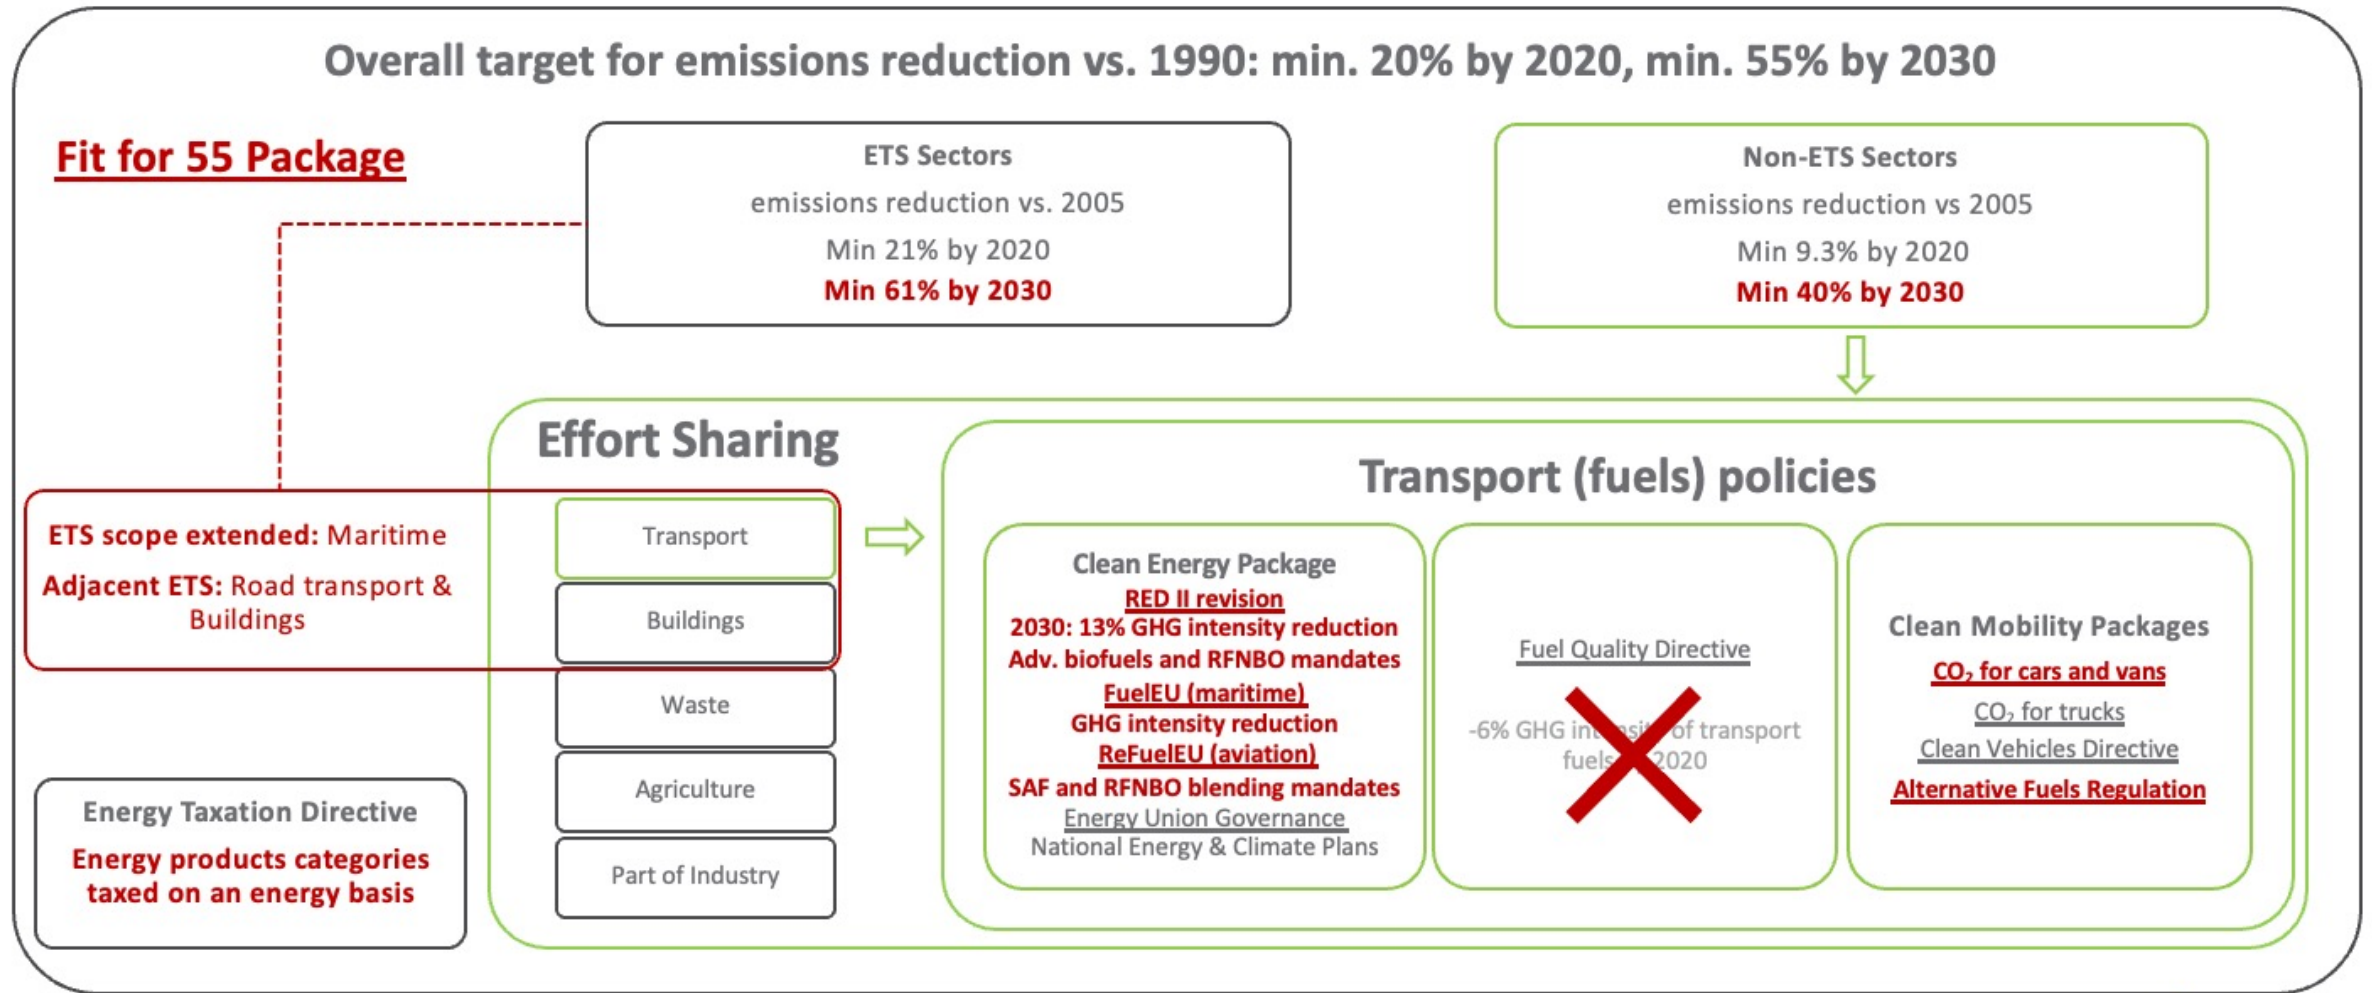 Overall target for emissions reduction vs. 1990: min. 20% by 2020, min. 55% by 2030
Fit for 55 Package
ETS Sectors
emissions reduction vs. 2005
Min 21% by 2020
Min 61% by 2030
Non-ETS Sectors
emissions reduction vs 2005
Min 9.3% by 2020
Min 40% by 2030
ETS scope extended: Maritime
Adjacent ETS: Road transport &
Buildings
Energy Taxation Directive
Energy products categories
taxed on an energy basis
Effort Sharing
Transport
Buildings
Waste
Agriculture
Part of Industry
Transport (fuels) policies
Clean Energy Package
RED II revision
2030: 13% GHG intensity reduction
Adv. biofuels and RFNBO mandates
FuelEU (maritime)
GHG intensity reduction
ReFuelEU (aviation)
SAF and RFNBO blending mandates
Energy Union Governance
National Energy & Climate Plans
Fuel Quality Directive
-6% GHG intensity of transport
fuels 2020
Clean Mobility Packages
CO₂ for cars and vans
CO₂ for trucks
Clean Vehicles Directive
Alternative Fuels Regulation